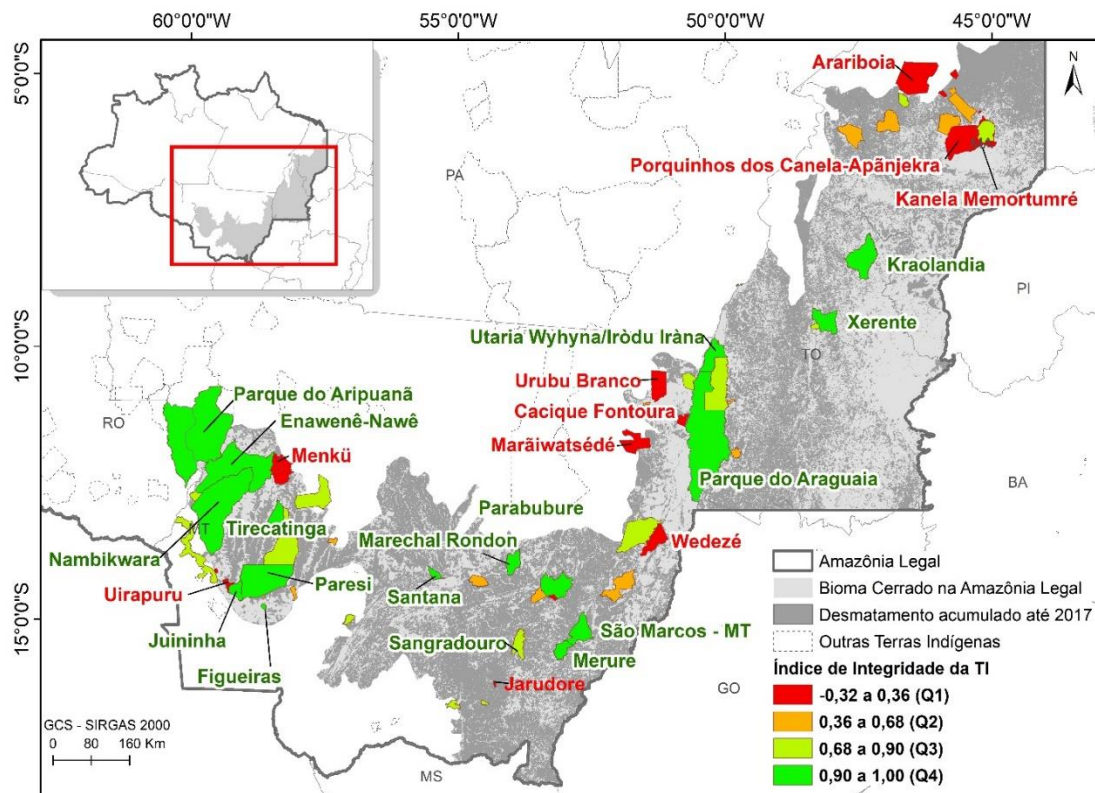 60°0'0"W
55°0'0"W
50°0'0"W
45°0'0"W
5°0'0"S
10°0'0"S
15°0'0"S
N
Arariboia
PA
Porquinhos dos Canela-Apãnjekra
Kanela Memortumré
Kraolandia
PI
Xerente
TO
Utaria Wyhyna/Iròdu Iràna
Urubu Branco
Cacique Fontoura
Marãiwatsédé
Parque do Araguaia
BA
Parque do Aripuanã
RO
Enawenê-Nawê
Menkü
Parabubure
Tirecatinga
MT
Marechal Rondon
Wedezé
Nambikwara
Paresi
Santana
Uirapuru
São Marcos - MT
Juininha
Sangradouro
Merure
Figueiras
Jarudore
GO
MS
GCS - SIRGAS 2000
0 80 160 Km
Amazônia Legal
Bioma Cerrado na Amazônia Legal
Desmatamento acumulado até 2017
Outras Terras Indígenas
Índice de Integridade da TI
-0,32 a 0,36 (Q1)
0,36 a 0,68 (Q2)
0,68 a 0,90 (Q3)
0,90 a 1,00 (Q4)